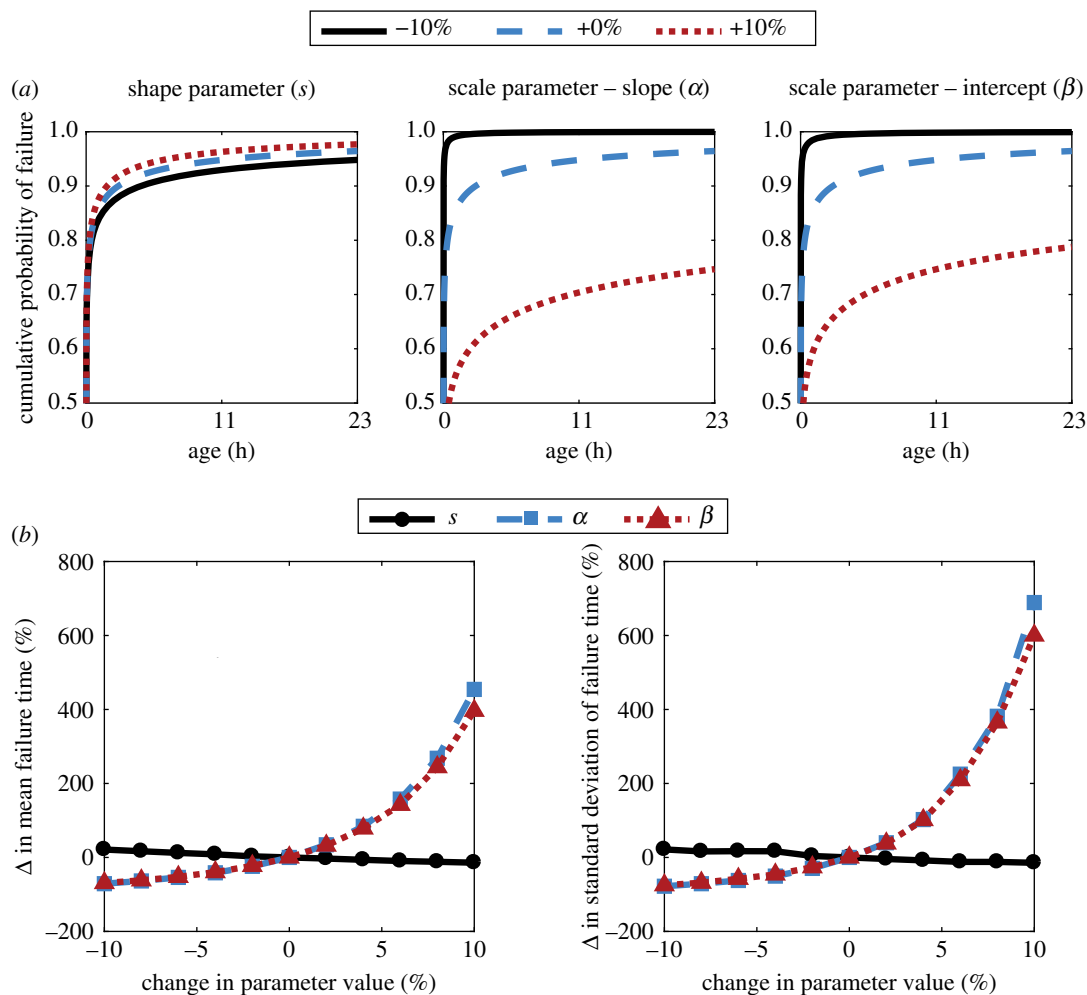 −10% +0% +10%
(a)
shape parameter (s)
scale parameter – slope (α)
scale parameter – intercept (β)
cumulative probability of failure
1.0
0.9
0.8
0.7
0.6
0.5
0 11 23
age (h)
1.0
0.9
0.8
0.7
0.6
0.5
0 11 23
age (h)
1.0
0.9
0.8
0.7
0.6
0.5
0 11 23
age (h)
s α β
(b)
Δ in mean failure time (%)
800
600
400
200
0
−200
−10 −5 0 5 10
change in parameter value (%)
Δ in standard deviation of failure time (%)
800
600
400
200
0
−200
−10 −5 0 5 10
change in parameter value (%)